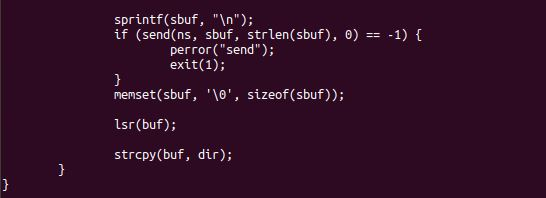 sprintf(sbuf, "\n");
if (send(ns, sbuf, strlen(sbuf), 0) == -1) {
perror("send");
exit(1);
}
memset(sbuf, '\0', sizeof(sbuf));
lsr(buf);
strcpy(buf, dir);
}
}